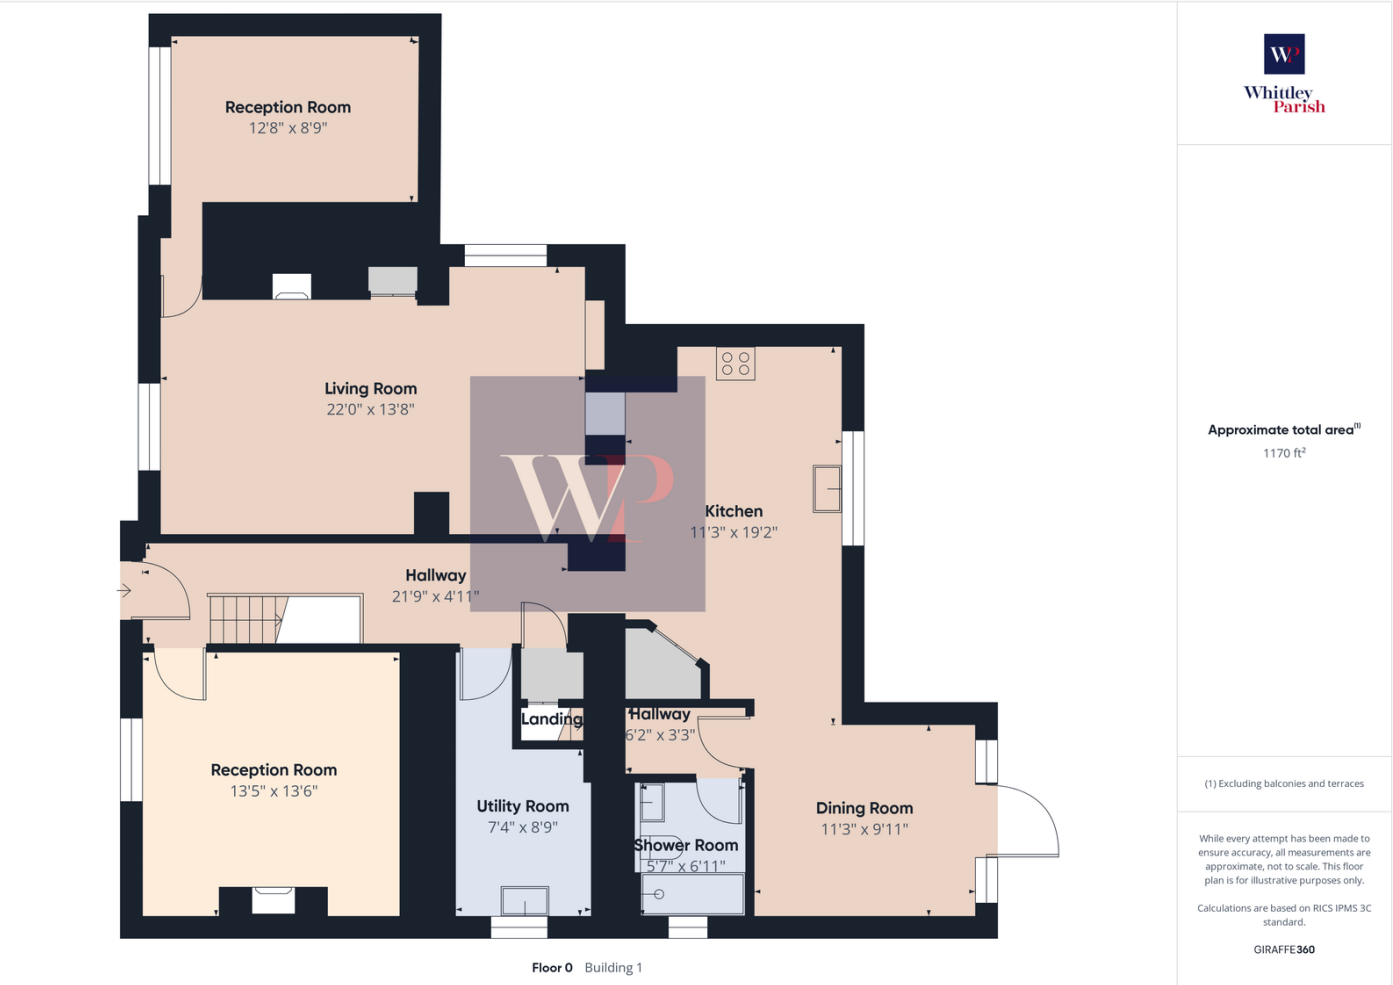 Reception Room
12'8" x 8'9"
Living Room
22'0" x 13'8"
WP
Kitchen
11'3" x 19'2"
Hallway
21'9" x 4'11"
Landing
Hallway
6'2" x 3'3"
Reception Room
13'5" x 13'6"
Utility Room
7'4" x 8'9"
Shower Room
5'7" x 6'11"
Dining Room
11'3" x 9'11"
Floor 0 Building 1
WP
Whittley
Parish
Approximate total area(1)
1170 ft²
(1) Excluding balconies and terraces
While every attempt has been made to
ensure accuracy, all measurements are
approximate, not to scale. This floor
plan is for illustrative purposes only.
Calculations are based on RICS IPMS 3C
standard.
GIRAFFE360